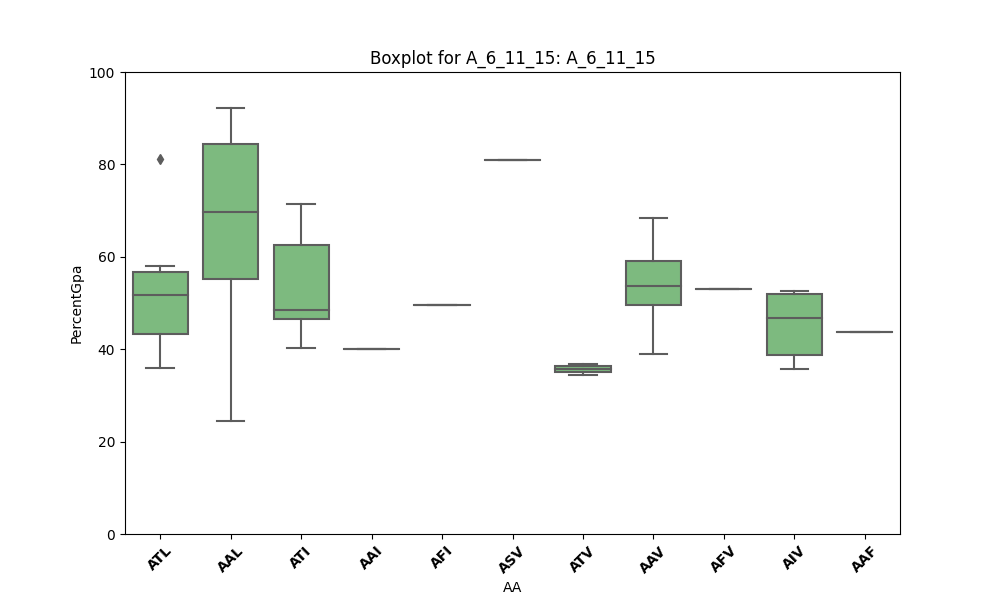 Boxplot for A_6_11_15: A_6_11_15
PercentGpa
100
80
60
40
20
0
ATL AAL ATI AAI AFI ASV ATV AAV AFV AIV AAF
AA